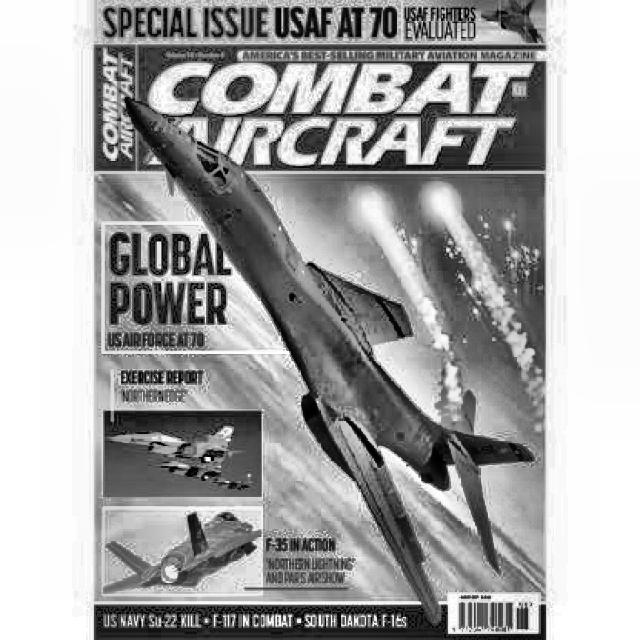 SPECIAL ISSUE USAF AT 70
USAF FIGHTERS
EVALUATED
AMERICA'S BEST-SELLING MILITARY AVIATION MAGAZINE
COMBAT
AIRCRAFT
COMBAT
AIRCRAFT
GLOBAL
POWER
US AIR FORCE AT 70
EXERCISE REPORT
'NORTHERN EDGE'
F-35 IN ACTION
'NORTHERN LIGHTNING'
AND PARIS AIRSHOW
US NAVY Su-22 KILL • F-117 IN COMBAT • SOUTH DAKOTA F-16s